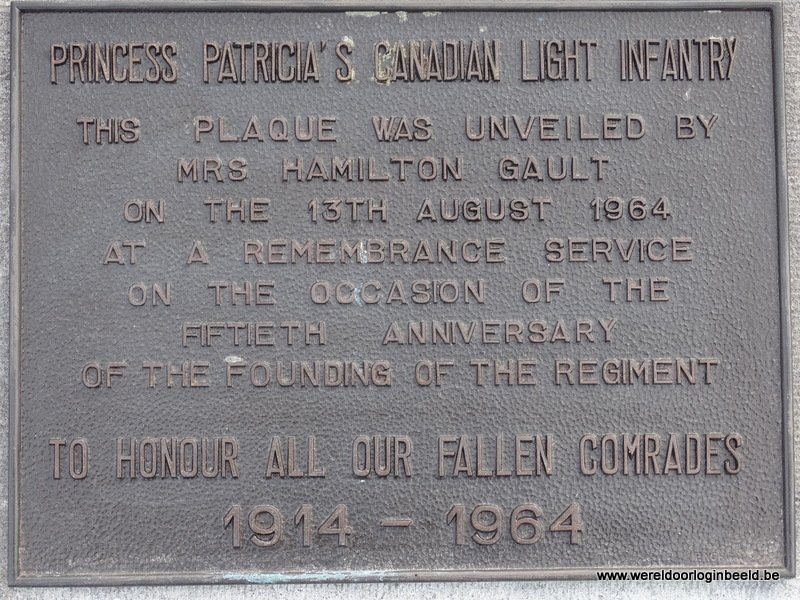 PRINCESS PATRICIA'S CANADIAN LIGHT INFANTRY
THIS PLAQUE WAS UNVEILED BY
MRS HAMILTON GAULT
ON THE 13TH AUGUST 1964
AT A REMEMBRANCE SERVICE
ON THE OCCASION OF THE
FIFTIETH ANNIVERSARY
OF THE FOUNDING OF THE REGIMENT
TO HONOUR ALL OUR FALLEN COMRADES
1914 - 1964
www.wereldoorloginbeeld.be